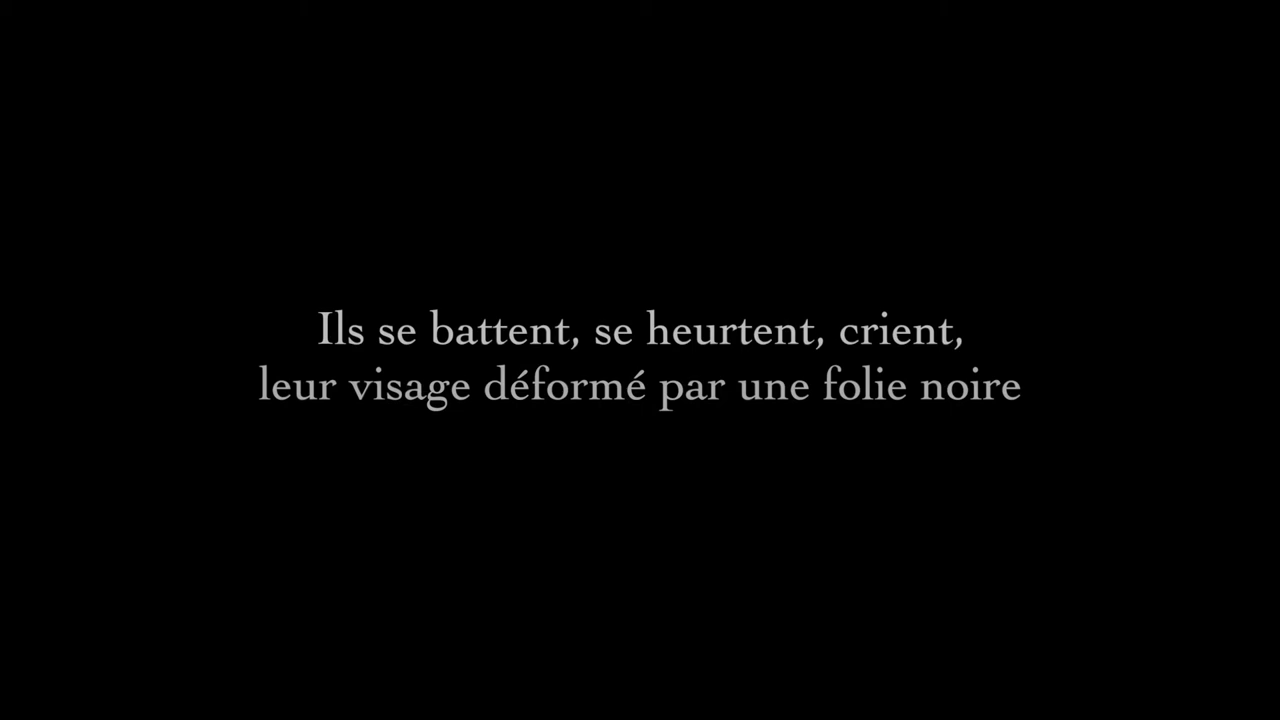 Ils se battent, se heurtent, crient,
leur visage déformé par une folie noire